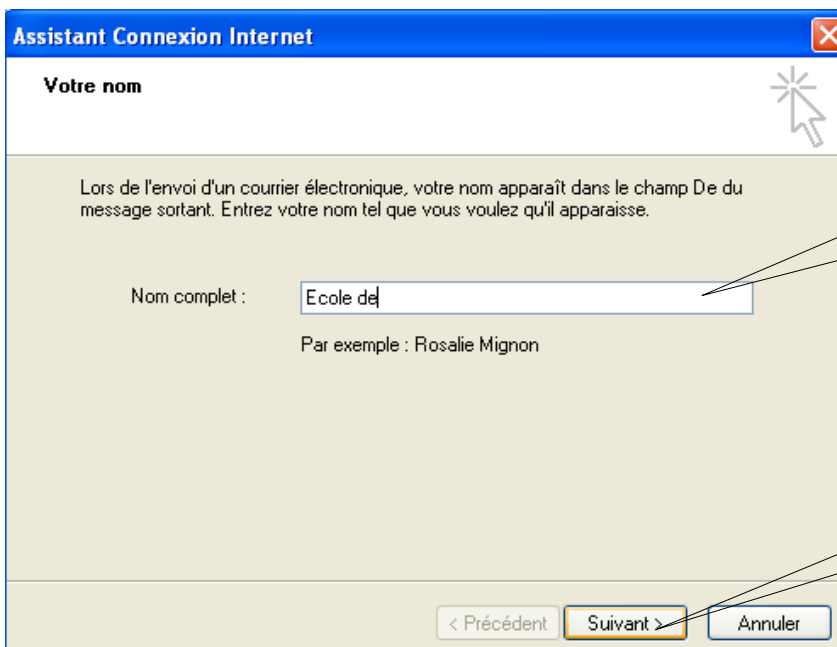 Assistant Connexion Internet
Votre nom
Lors de l'envoi d'un courrier électronique, votre nom apparaît dans le champ De du
message sortant. Entrez votre nom tel que vous voulez qu'il apparaisse.
Nom complet : Ecole de
Par exemple : Rosalie Mignon
< Précédent Suivant > Annuler